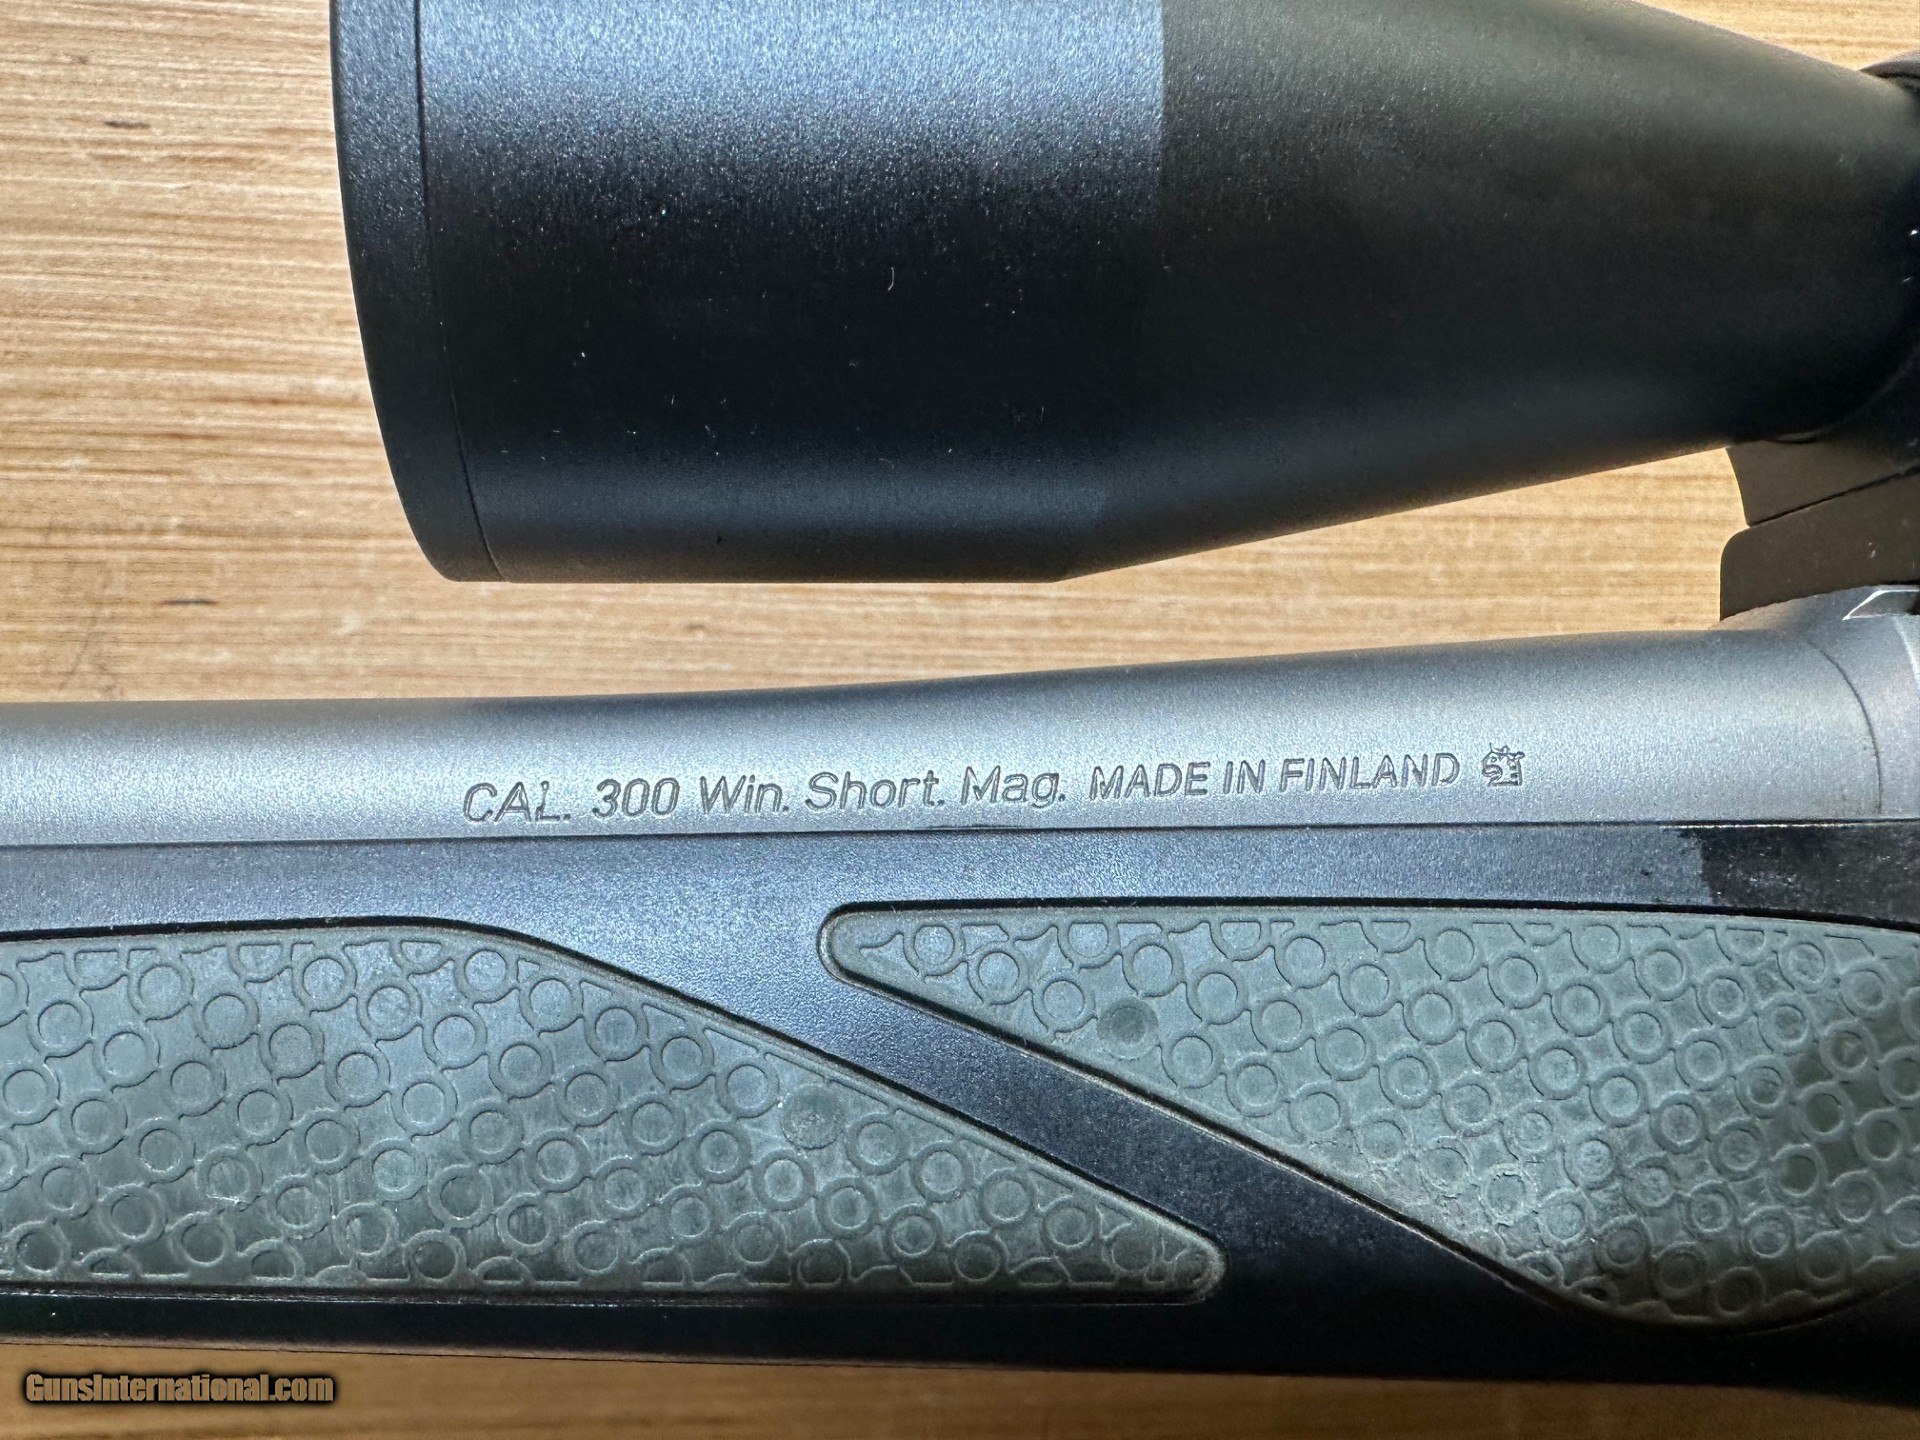 CAL. 300 Win. Short. Mag. MADE IN FINLAND
GunsInternational.com